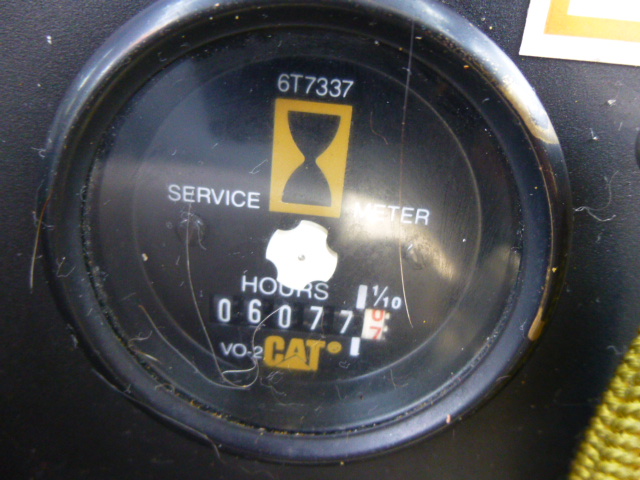 6T7337
SERVICE METER
HOURS
1/10
06077
VO-2 CAT